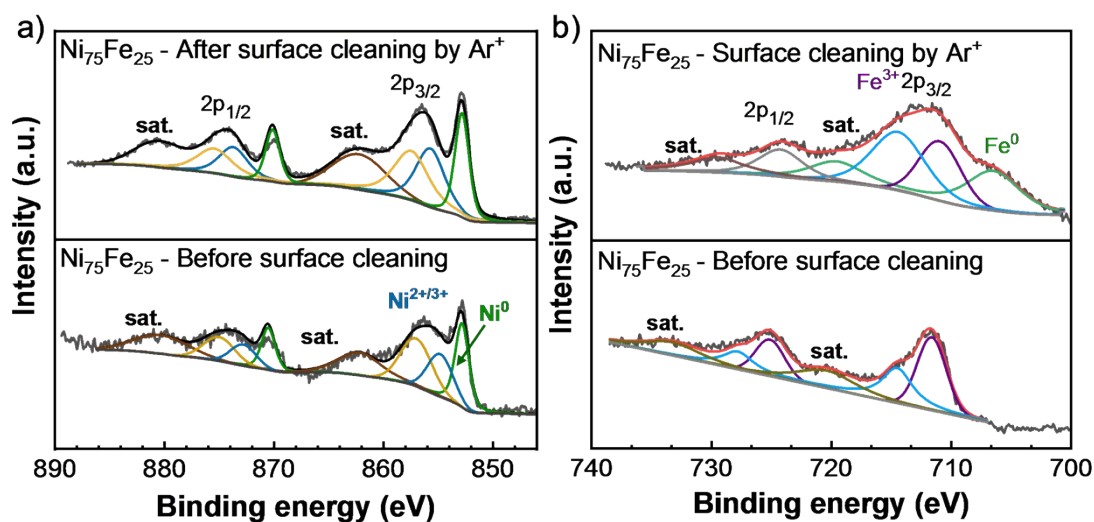 a)
Ni₇₅Fe₂₅ - After surface cleaning by Ar⁺
2p₁/₂
2p₃/₂
sat.
sat.
Ni₇₅Fe₂₅ - Before surface cleaning
Ni²⁺/³⁺
Ni⁰
sat.
sat.
Intensity (a.u.)
890 880 870 860 850
Binding energy (eV)
b)
Ni₇₅Fe₂₅ - Surface cleaning by Ar⁺
Fe³⁺ 2p₃/₂
2p₁/₂
sat.
sat.
Fe⁰
Ni₇₅Fe₂₅ - Before surface cleaning
sat.
sat.
Intensity (a.u.)
740 730 720 710 700
Binding energy (eV)